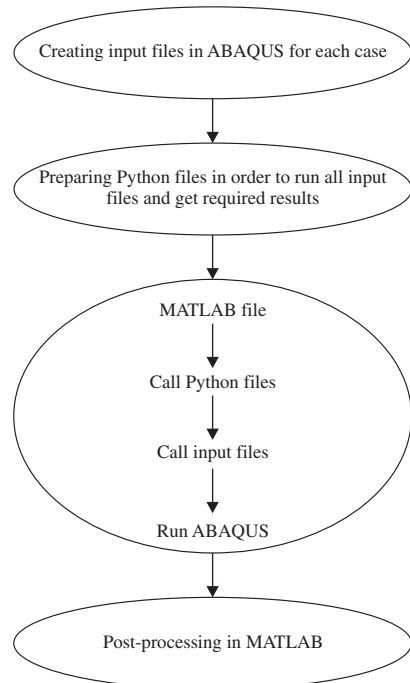 Creating input files in ABAQUS for each case
Preparing Python files in order to run all input
files and get required results
MATLAB file
Call Python files
Call input files
Run ABAQUS
Post-processing in MATLAB